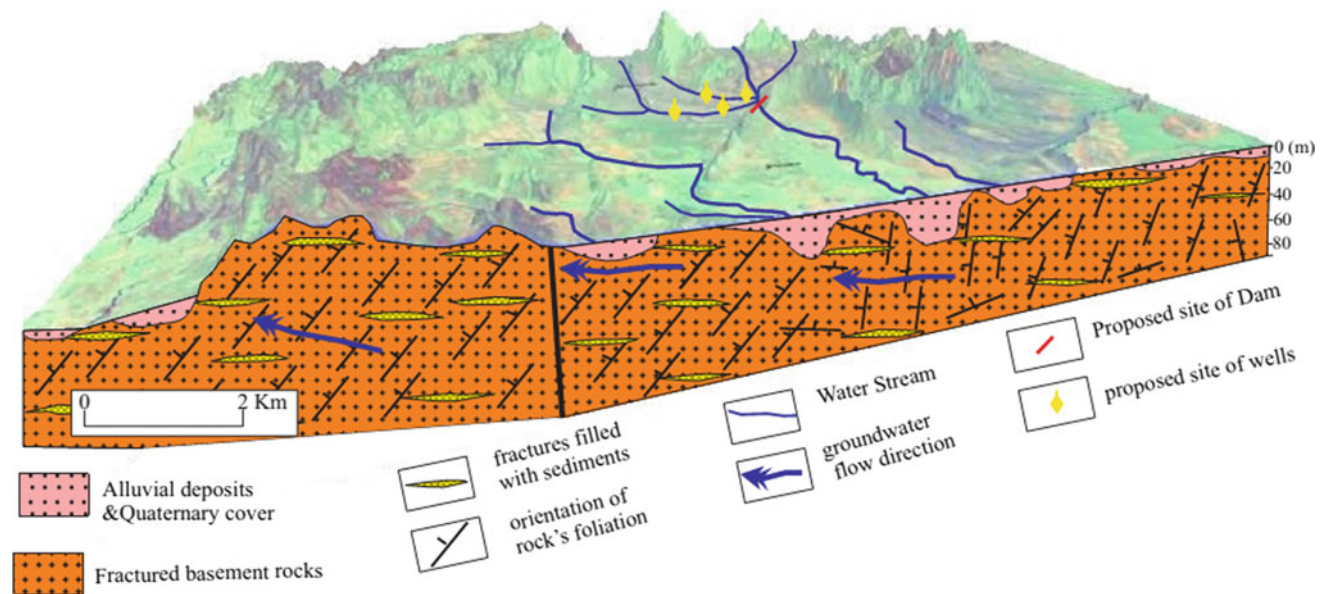 0 (m)
20
40
60
80
0
2 Km
Proposed site of Dam
Water Stream
proposed site of wells
fractures filled
with sediments
groundwater
flow direction
Alluvial deposits
&Quaternary cover
orientation of
rock's foliation
Fractured basement rocks